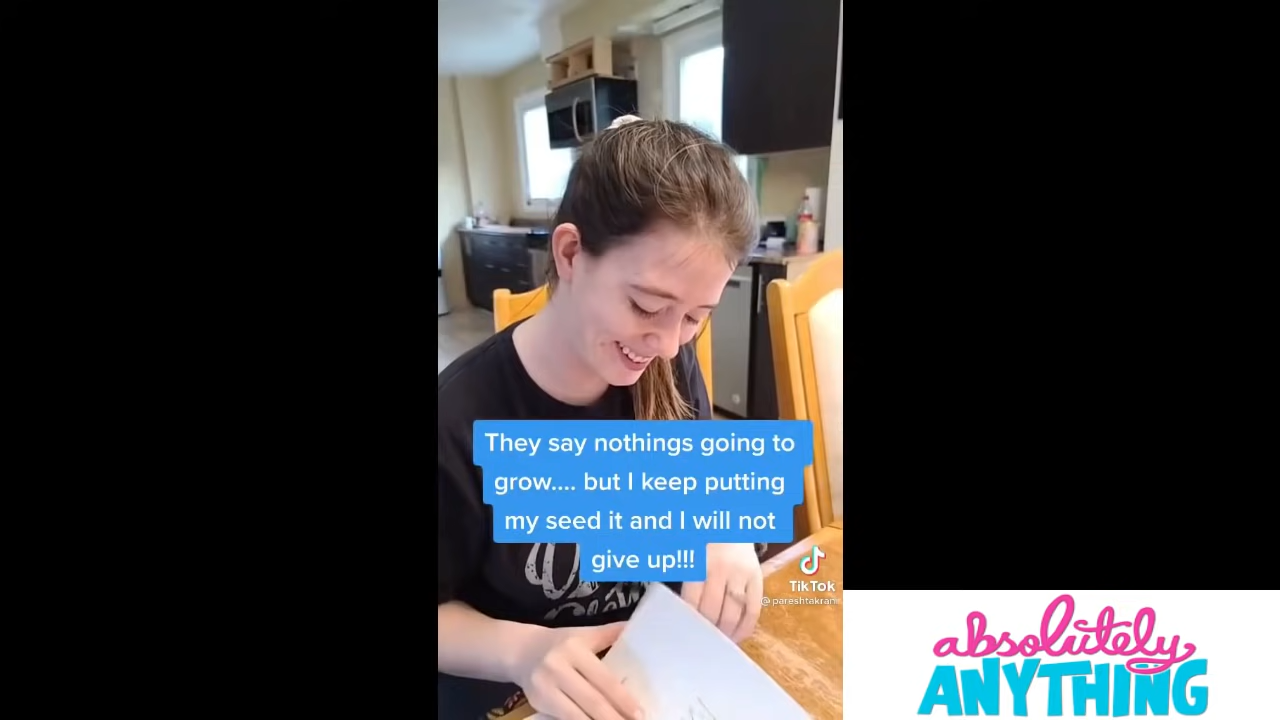 They say nothings going to
grow.... but I keep putting
my seed it and I will not
give up!!!
TikTok
@pareshtakran
absolutely
ANYTHING